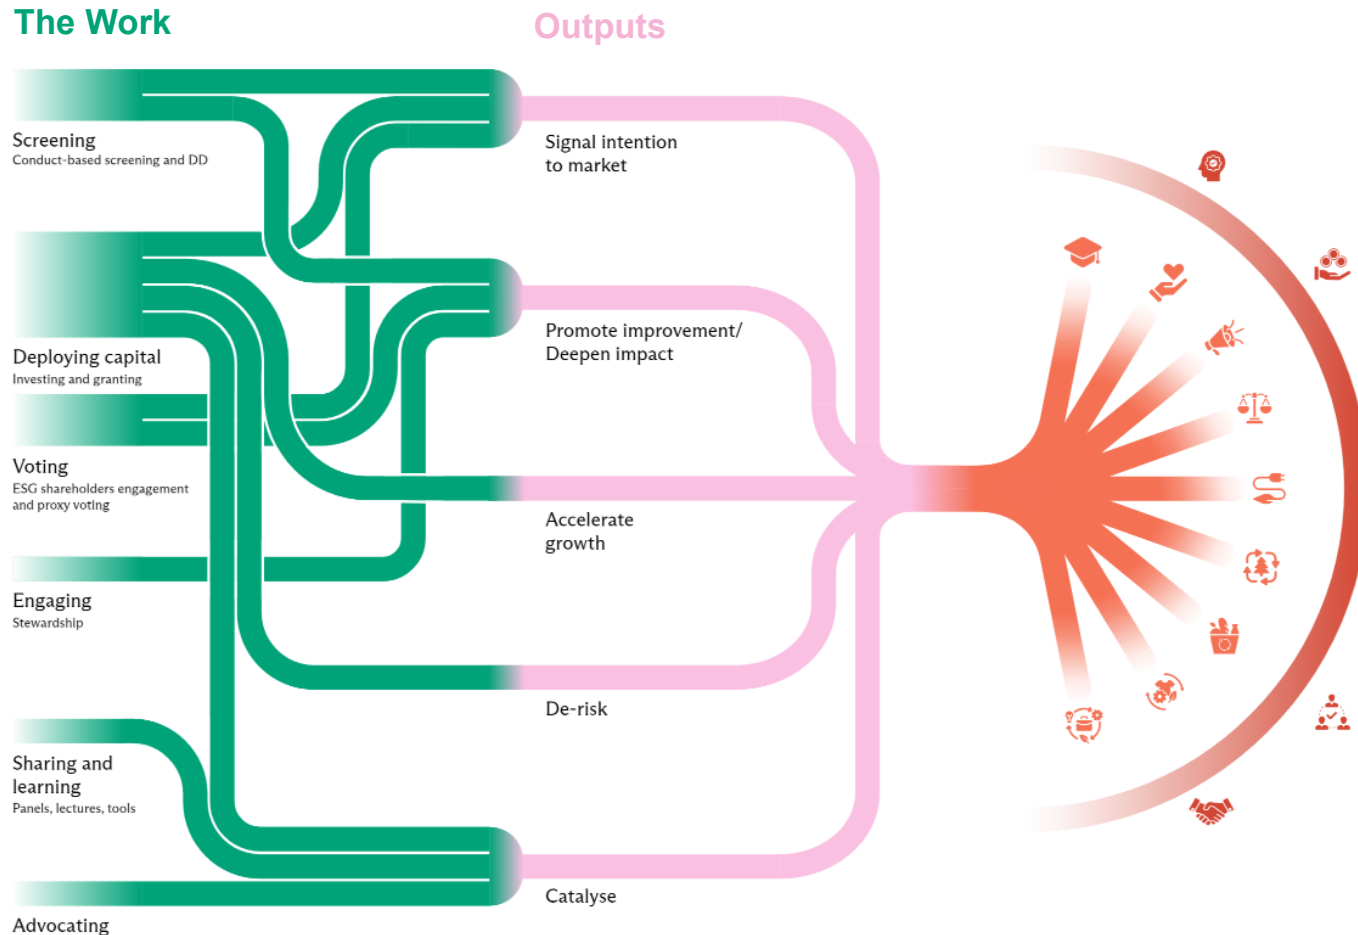 The Work
Outputs
Screening
Conduct-based screening and DD
Signal intention
to market
Deploying capital
Investing and granting
Promote improvement/
Deepen impact
Voting
ESG shareholders engagement
and proxy voting
Accelerate
growth
Engaging
Stewardship
De-risk
Sharing and
learning
Panels, lectures, tools
Catalyse
Advocating